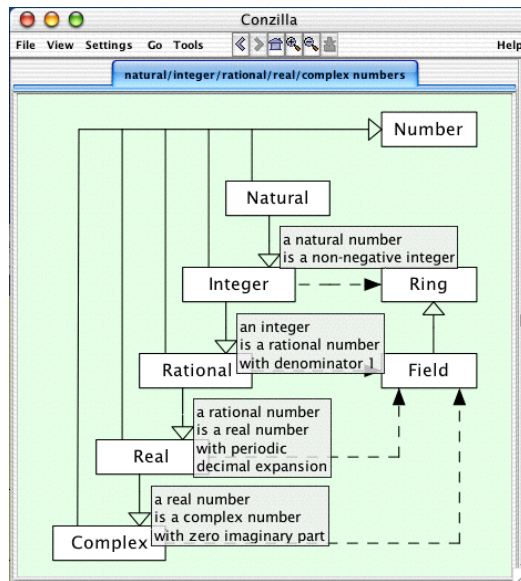 Conzilla
File View Settings Go Tools Help
natural/integer/rational/real/complex numbers
Number
Natural
a natural number
is a non-negative integer
Integer
Ring
an integer
is a rational number
with denominator 1
Rational
Field
a rational number
is a real number
with periodic
decimal expansion
Real
a real number
is a complex number
with zero imaginary part
Complex